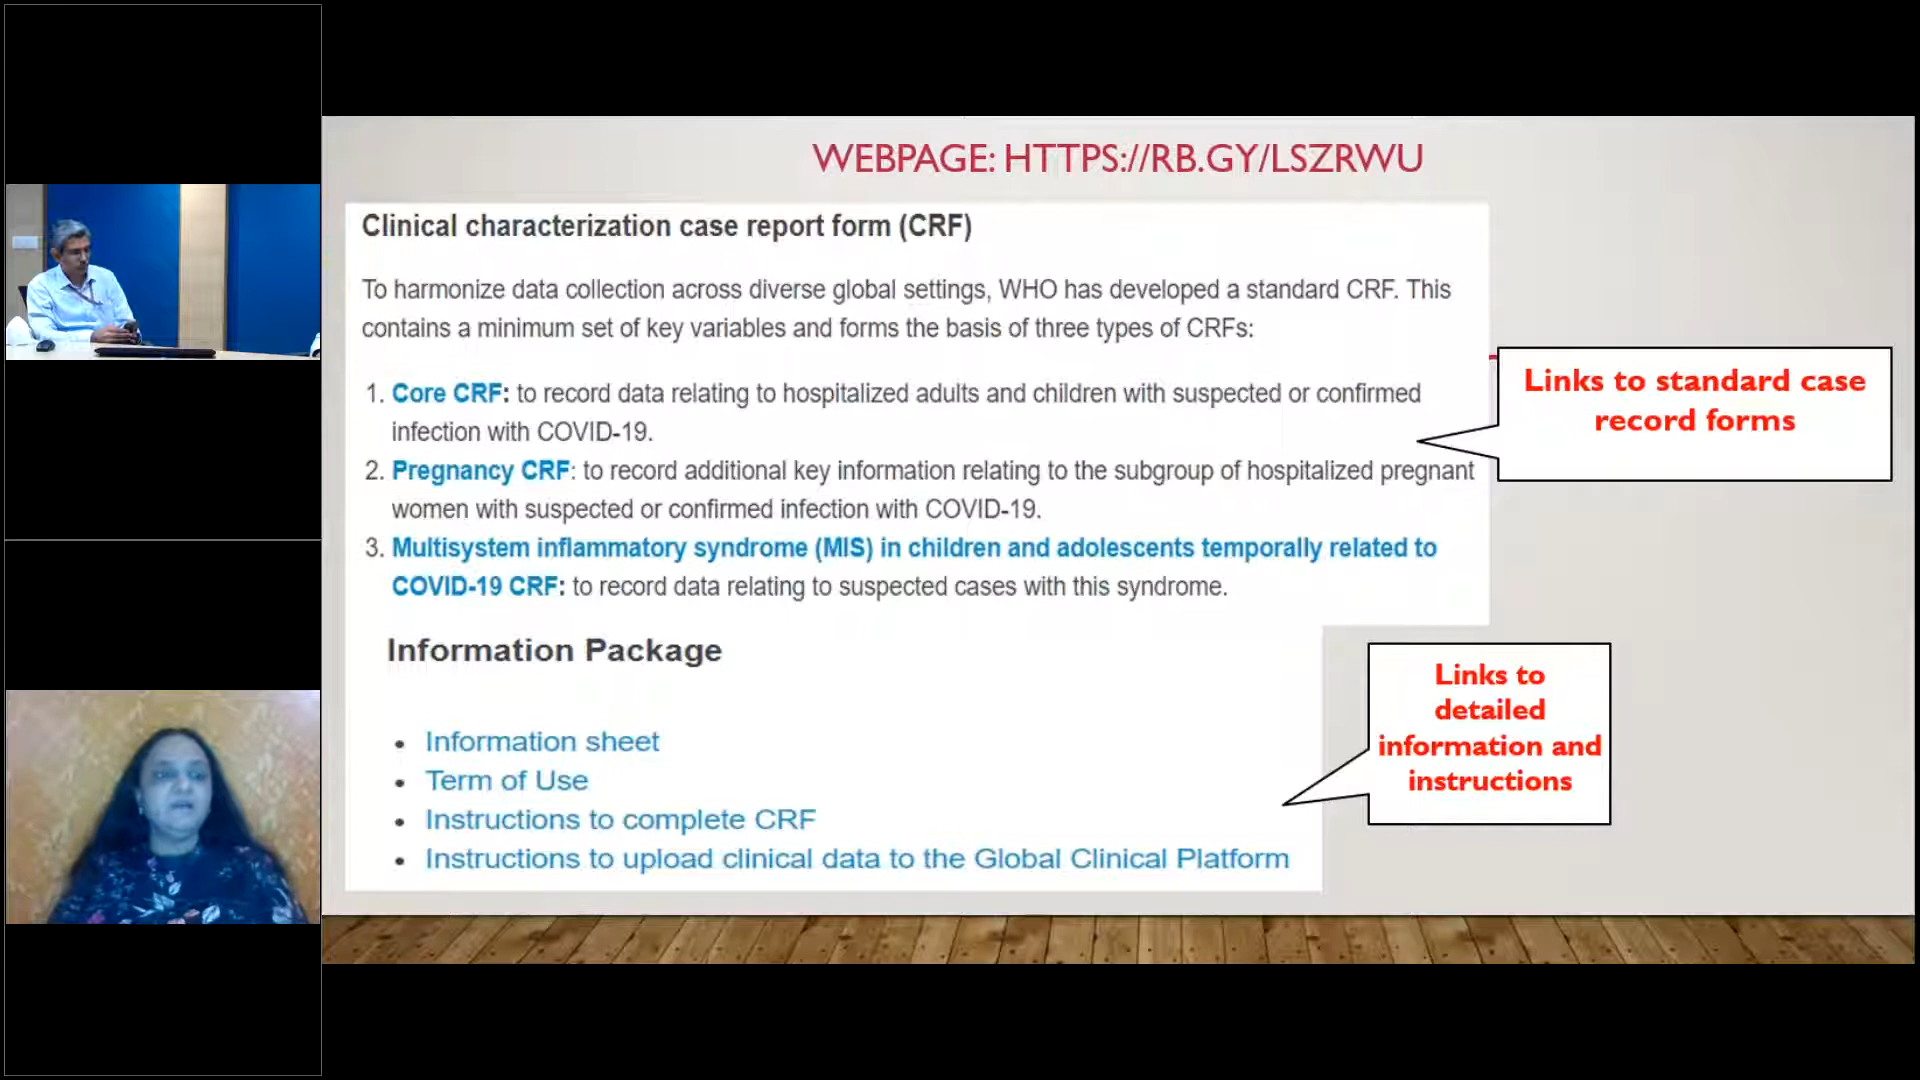 WEBPAGE: HTTPS://RB.GY/LSZRWU
Clinical characterization case report form (CRF)
To harmonize data collection across diverse global settings, WHO has developed a standard CRF. This
contains a minimum set of key variables and forms the basis of three types of CRFs:
1. Core CRF: to record data relating to hospitalized adults and children with suspected or confirmed
infection with COVID-19.
2. Pregnancy CRF: to record additional key information relating to the subgroup of hospitalized pregnant
women with suspected or confirmed infection with COVID-19.
3. Multisystem inflammatory syndrome (MIS) in children and adolescents temporally related to
COVID-19 CRF: to record data relating to suspected cases with this syndrome.
Links to standard case
record forms
Information Package
• Information sheet
• Term of Use
• Instructions to complete CRF
• Instructions to upload clinical data to the Global Clinical Platform
Links to
detailed
information and
instructions